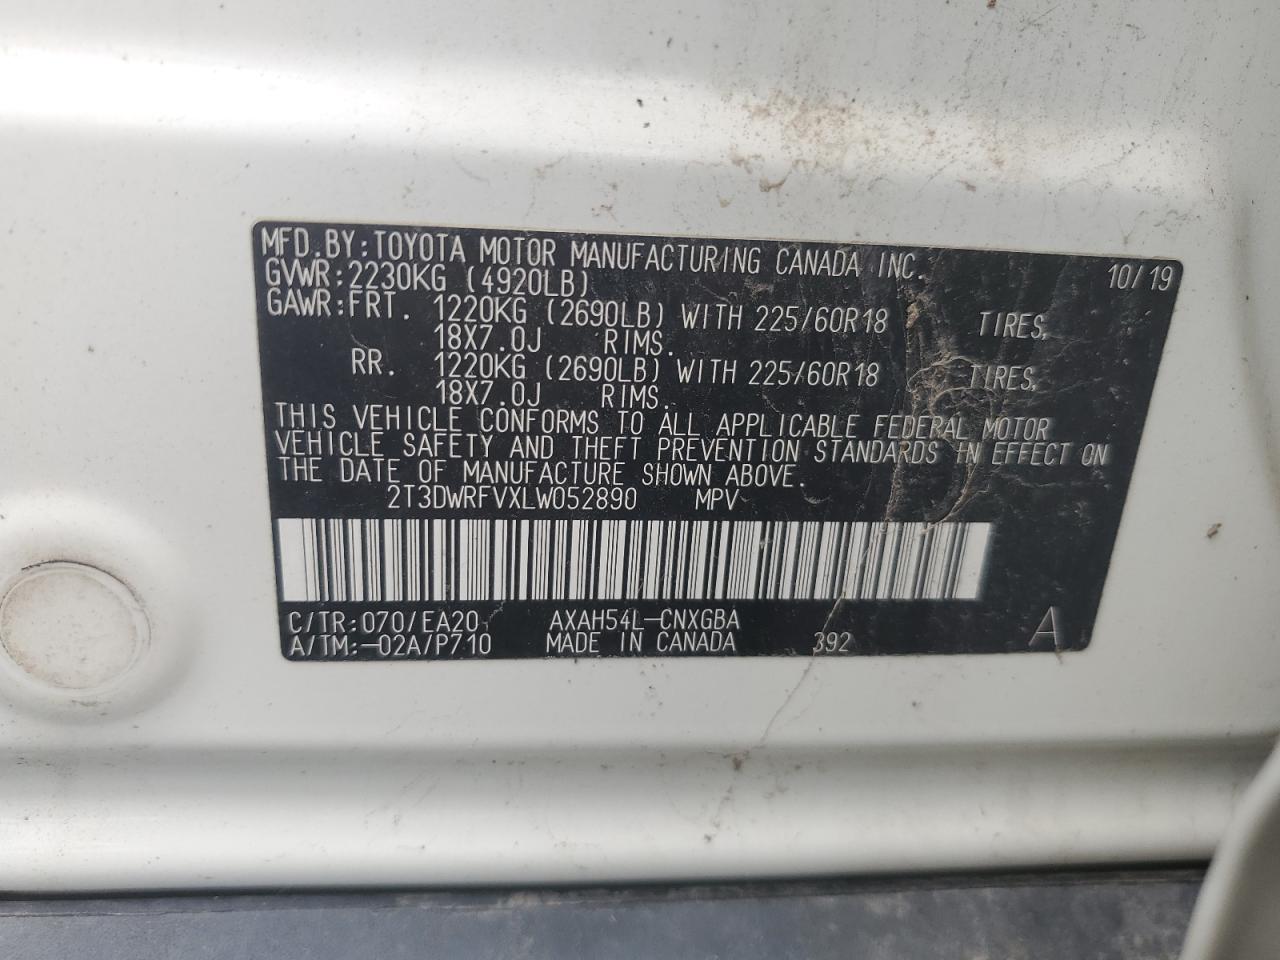 MFD.BY:TOYOTA MOTOR MANUFACTURING CANADA INC. 10/19
GVWR:2230KG (4920LB)
GAWR:FRT. 1220KG (2690LB) WITH 225/60R18 TIRES,
18X7.0J RIMS.
RR. 1220KG (2690LB) WITH 225/60R18 TIRES,
18X7.0J RIMS.
THIS VEHICLE CONFORMS TO ALL APPLICABLE FEDERAL MOTOR
VEHICLE SAFETY AND THEFT PREVENTION STANDARDS IN EFFECT ON
THE DATE OF MANUFACTURE SHOWN ABOVE.
2T3DWRFVXLW052890 MPV
C/TR:070/EA20 AXAH54L-CNXGBA
A/TM:-02A/P710 MADE IN CANADA 392 A